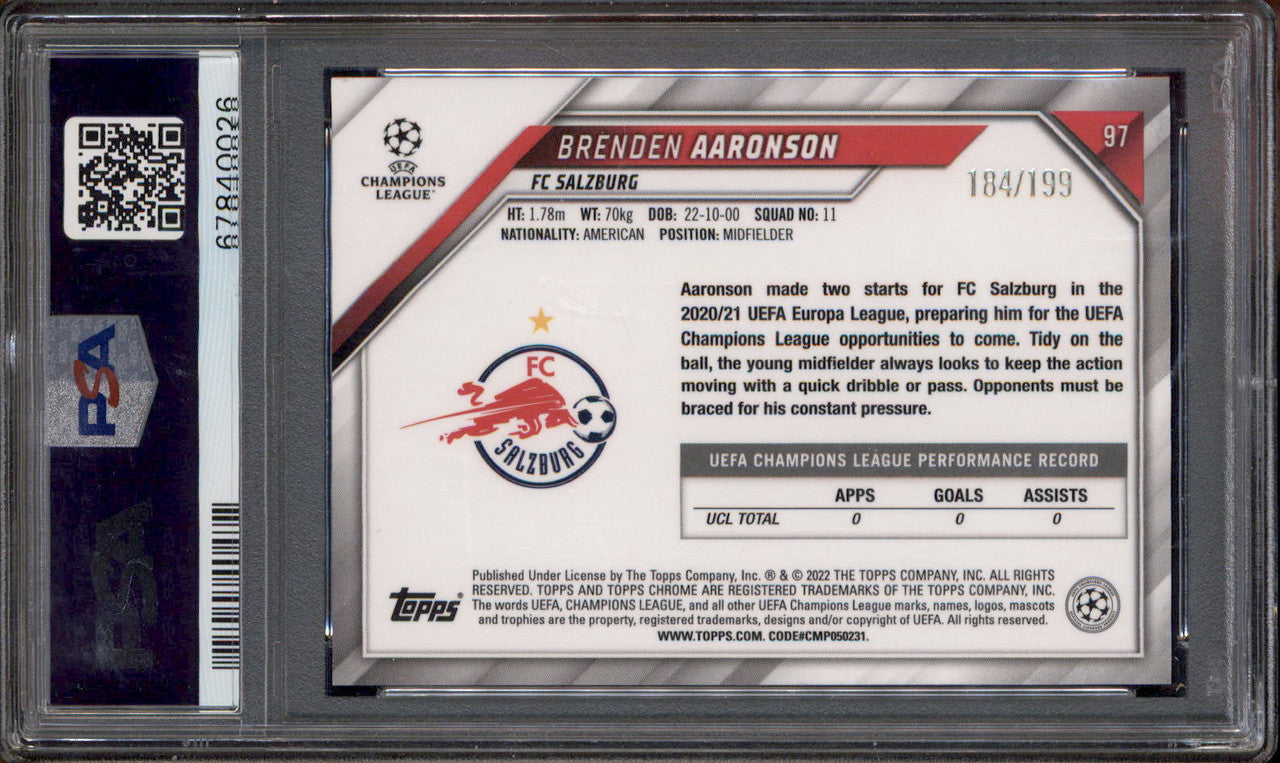 67840026
PSA
UEFA
CHAMPIONS
LEAGUE
BRENDEN AARONSON
97
FC SALZBURG
184/199
HT: 1.78m WT: 70kg DOB: 22-10-00 SQUAD NO: 11
NATIONALITY: AMERICAN POSITION: MIDFIELDER
Aaronson made two starts for FC Salzburg in the
2020/21 UEFA Europa League, preparing him for the UEFA
Champions League opportunities to come. Tidy on the
ball, the young midfielder always looks to keep the action
moving with a quick dribble or pass. Opponents must be
braced for his constant pressure.
FC
SALZBURG
UEFA CHAMPIONS LEAGUE PERFORMANCE RECORD
APPS GOALS ASSISTS
UCL TOTAL 0 0 0
Topps
Published Under License by The Topps Company, Inc. ® & © 2022 THE TOPPS COMPANY, INC. ALL RIGHTS
RESERVED. TOPPS AND TOPPS CHROME ARE REGISTERED TRADEMARKS OF THE TOPPS COMPANY, INC.
The words UEFA, CHAMPIONS LEAGUE, and all other UEFA Champions League marks, names, logos, mascots
and trophies are the property, registered trademarks, designs and/or copyright of UEFA. All rights reserved.
WWW.TOPPS.COM. CODE#CMP050231.